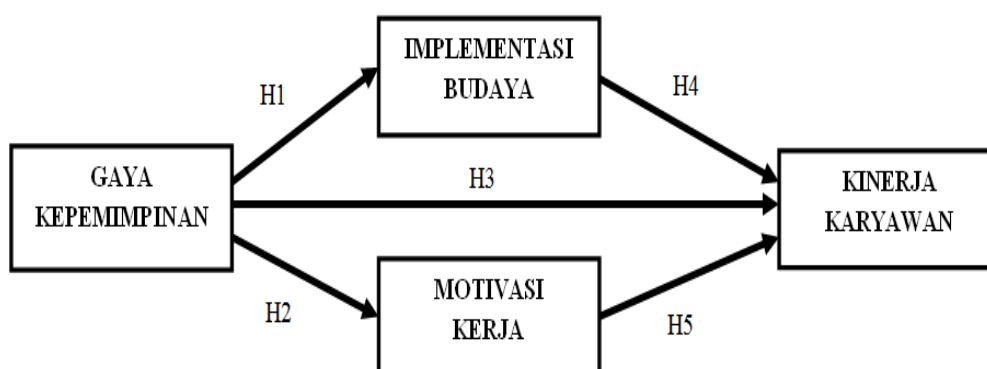 IMPLEMENTASI
BUDAYA
H1
H4
GAYA
KEPEMIMPINAN
H3
KINERJA
KARYAWAN
H2
MOTIVASI
KERJA
H5